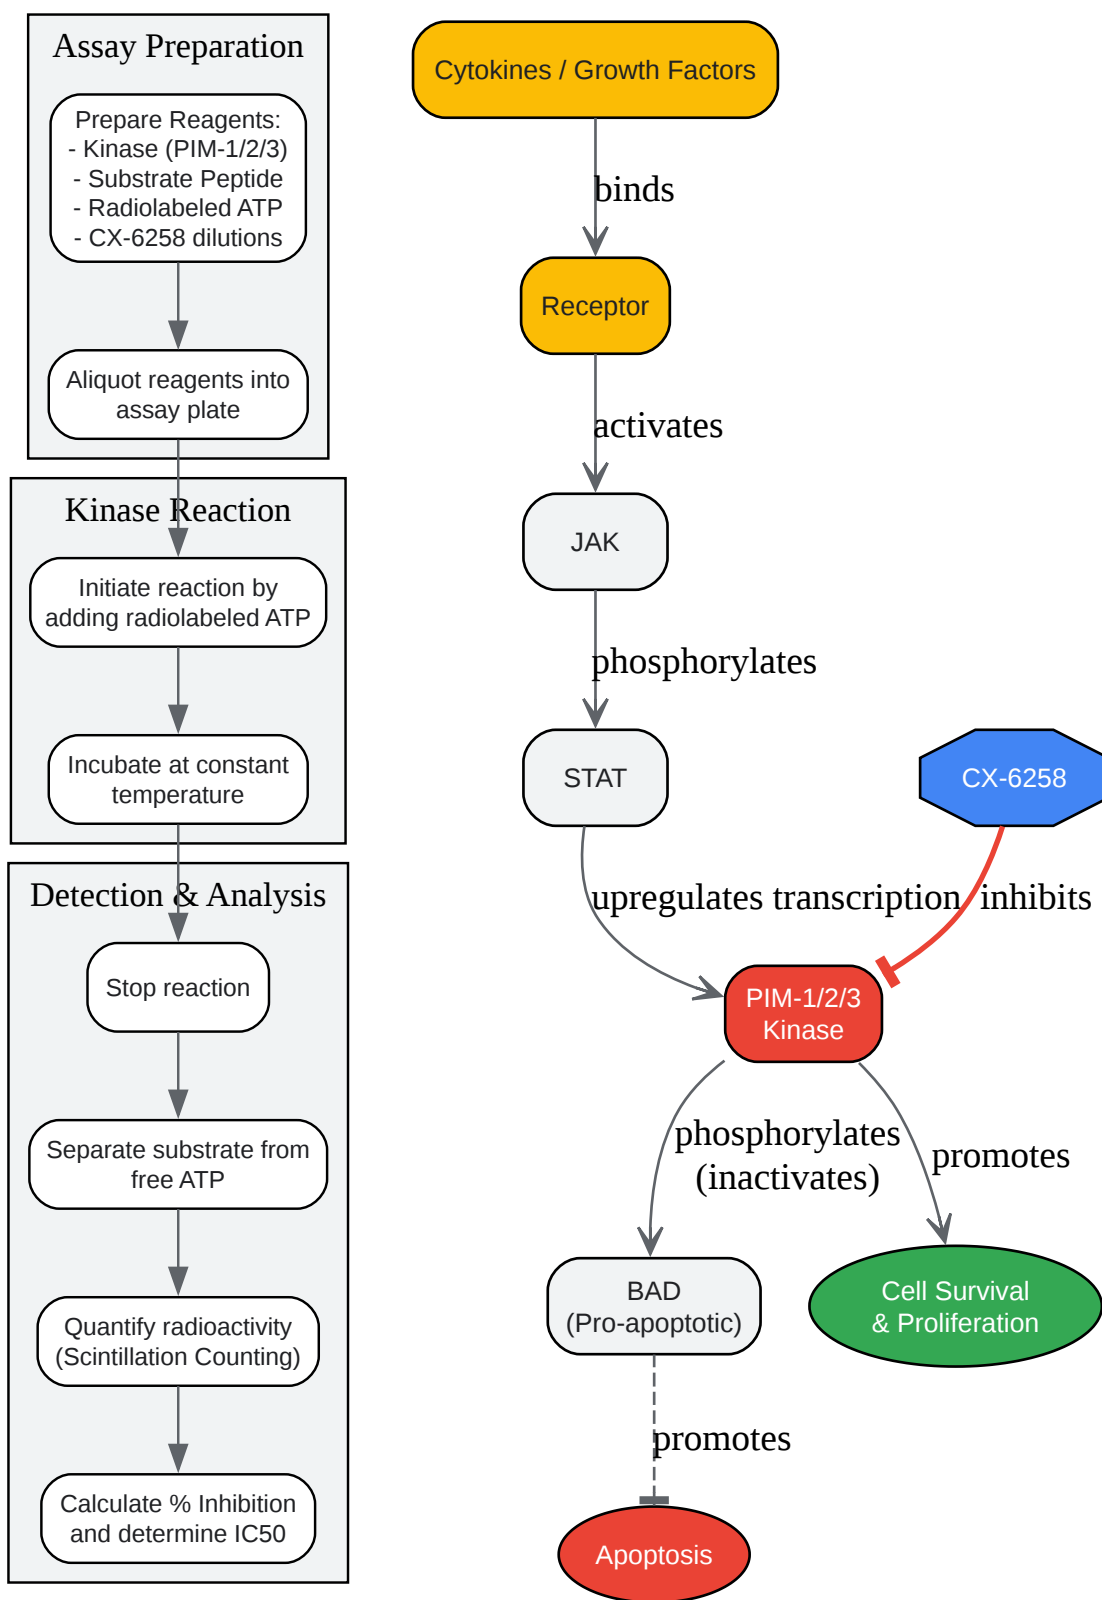 Assay Preparation
Prepare Reagents:
- Kinase (PIM-1/2/3)
- Substrate Peptide
- Radiolabeled ATP
- CX-6258 dilutions
Aliquot reagents into
assay plate
Kinase Reaction
Initiate reaction by
adding radiolabeled ATP
Incubate at constant
temperature
Detection & Analysis
Stop reaction
Separate substrate from
free ATP
Quantify radioactivity
(Scintillation Counting)
Calculate % Inhibition
and determine IC50
Cytokines / Growth Factors
binds
Receptor
activates
JAK
phosphorylates
STAT
CX-6258
upregulates transcription
inhibits
PIM-1/2/3
Kinase
phosphorylates
(inactivates)
promotes
BAD
(Pro-apoptotic)
Cell Survival
& Proliferation
promotes
Apoptosis